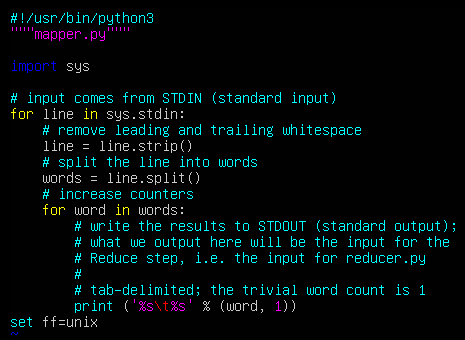 #!/usr/bin/python3
"""mapper.py"""

import sys

# input comes from STDIN (standard input)
for line in sys.stdin:
    # remove leading and trailing whitespace
    line = line.strip()
    # split the line into words
    words = line.split()
    # increase counters
    for word in words:
        # write the results to STDOUT (standard output);
        # what we output here will be the input for the
        # Reduce step, i.e. the input for reducer.py
        #
        # tab-delimited; the trivial word count is 1
        print ('%s\t%s' % (word, 1))
set ff=unix